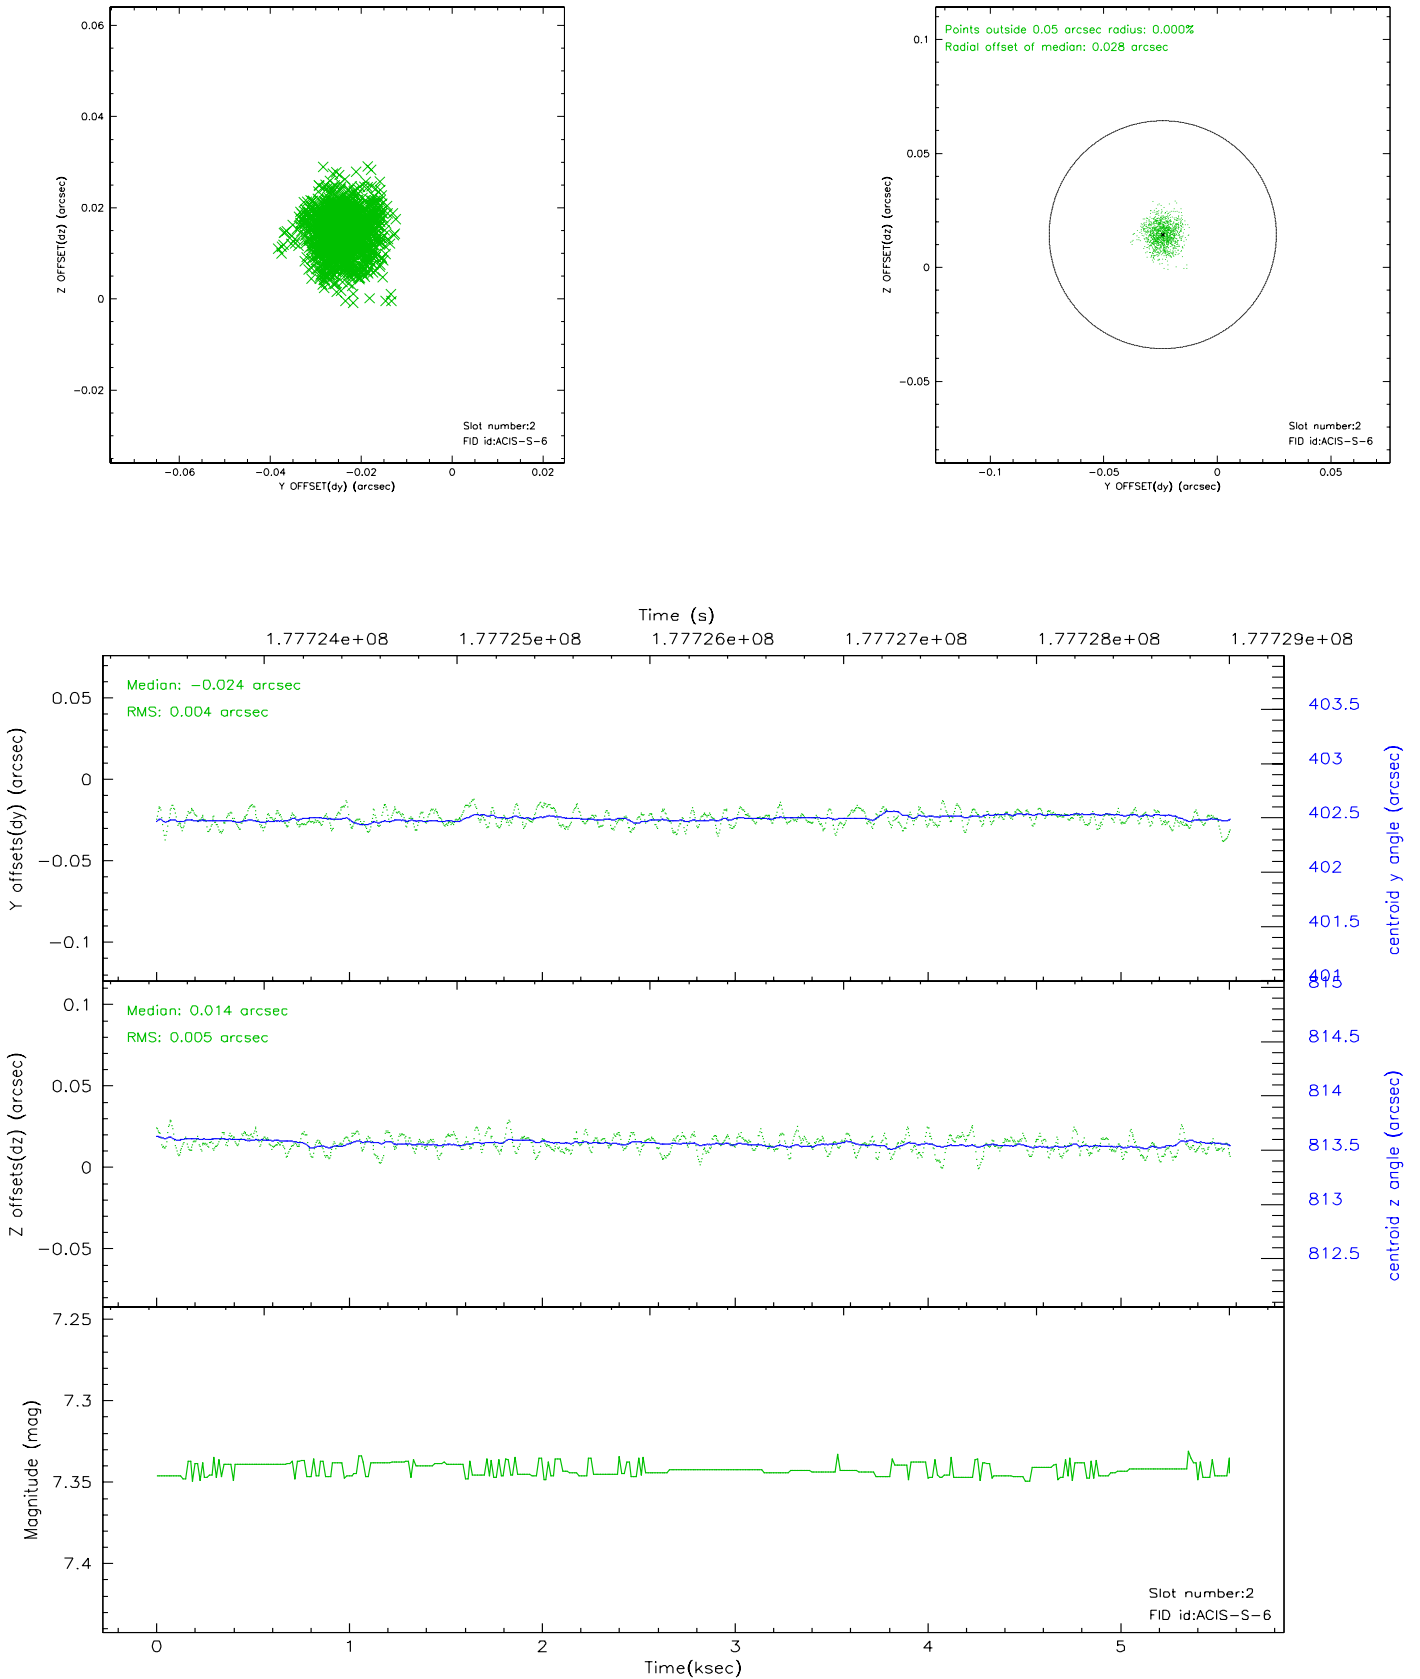 0.06
0.04
0.02
0
−0.02
Z OFFSET(dz) (arcsec)
Slot number:2
FID id:ACIS−S−6
−0.06 −0.04 −0.02 0 0.02
Y OFFSET(dy) (arcsec)
Points outside 0.05 arcsec radius: 0.000%
Radial offset of median: 0.028 arcsec
0.1
0.05
0
−0.05
Z OFFSET(dz) (arcsec)
Slot number:2
FID id:ACIS−S−6
−0.1 −0.05 0 0.05
Y OFFSET(dy) (arcsec)
Time (s)
1.77724e+08 1.77725e+08 1.77726e+08 1.77727e+08 1.77728e+08 1.77729e+08
Median: −0.024 arcsec
RMS: 0.004 arcsec
0.05
0
−0.05
−0.1
Y offsets(dy) (arcsec)
403.5
403
402.5
402
401.5
401
centroid y angle (arcsec)
Median: 0.014 arcsec
RMS: 0.005 arcsec
0.1
0.05
0
−0.05
Z offsets(dz) (arcsec)
815
814.5
814
813.5
813
812.5
centroid z angle (arcsec)
7.25
7.3
7.35
7.4
Magnitude (mag)
Slot number:2
FID id:ACIS−S−6
0 1 2 3 4 5
Time(ksec)